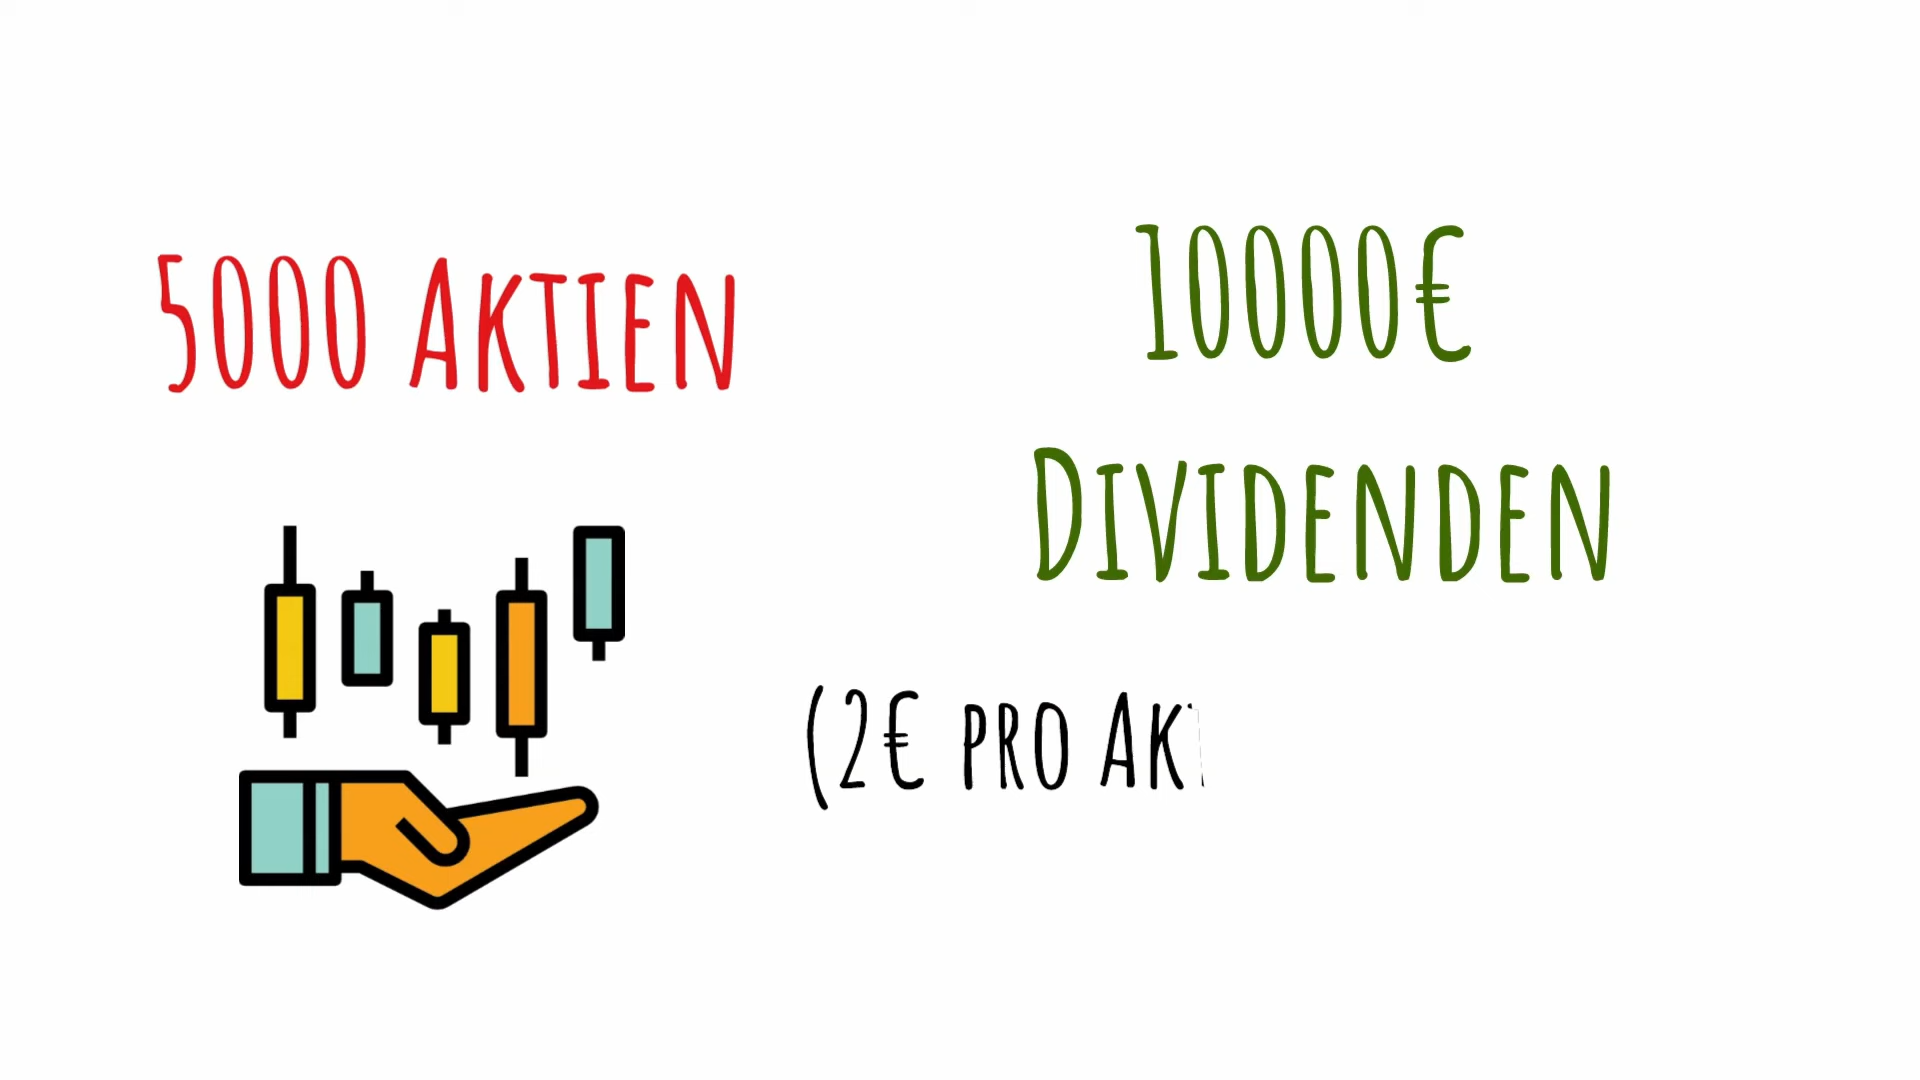 5000 Aktien
10000€
Dividenden
(2€ pro Ak